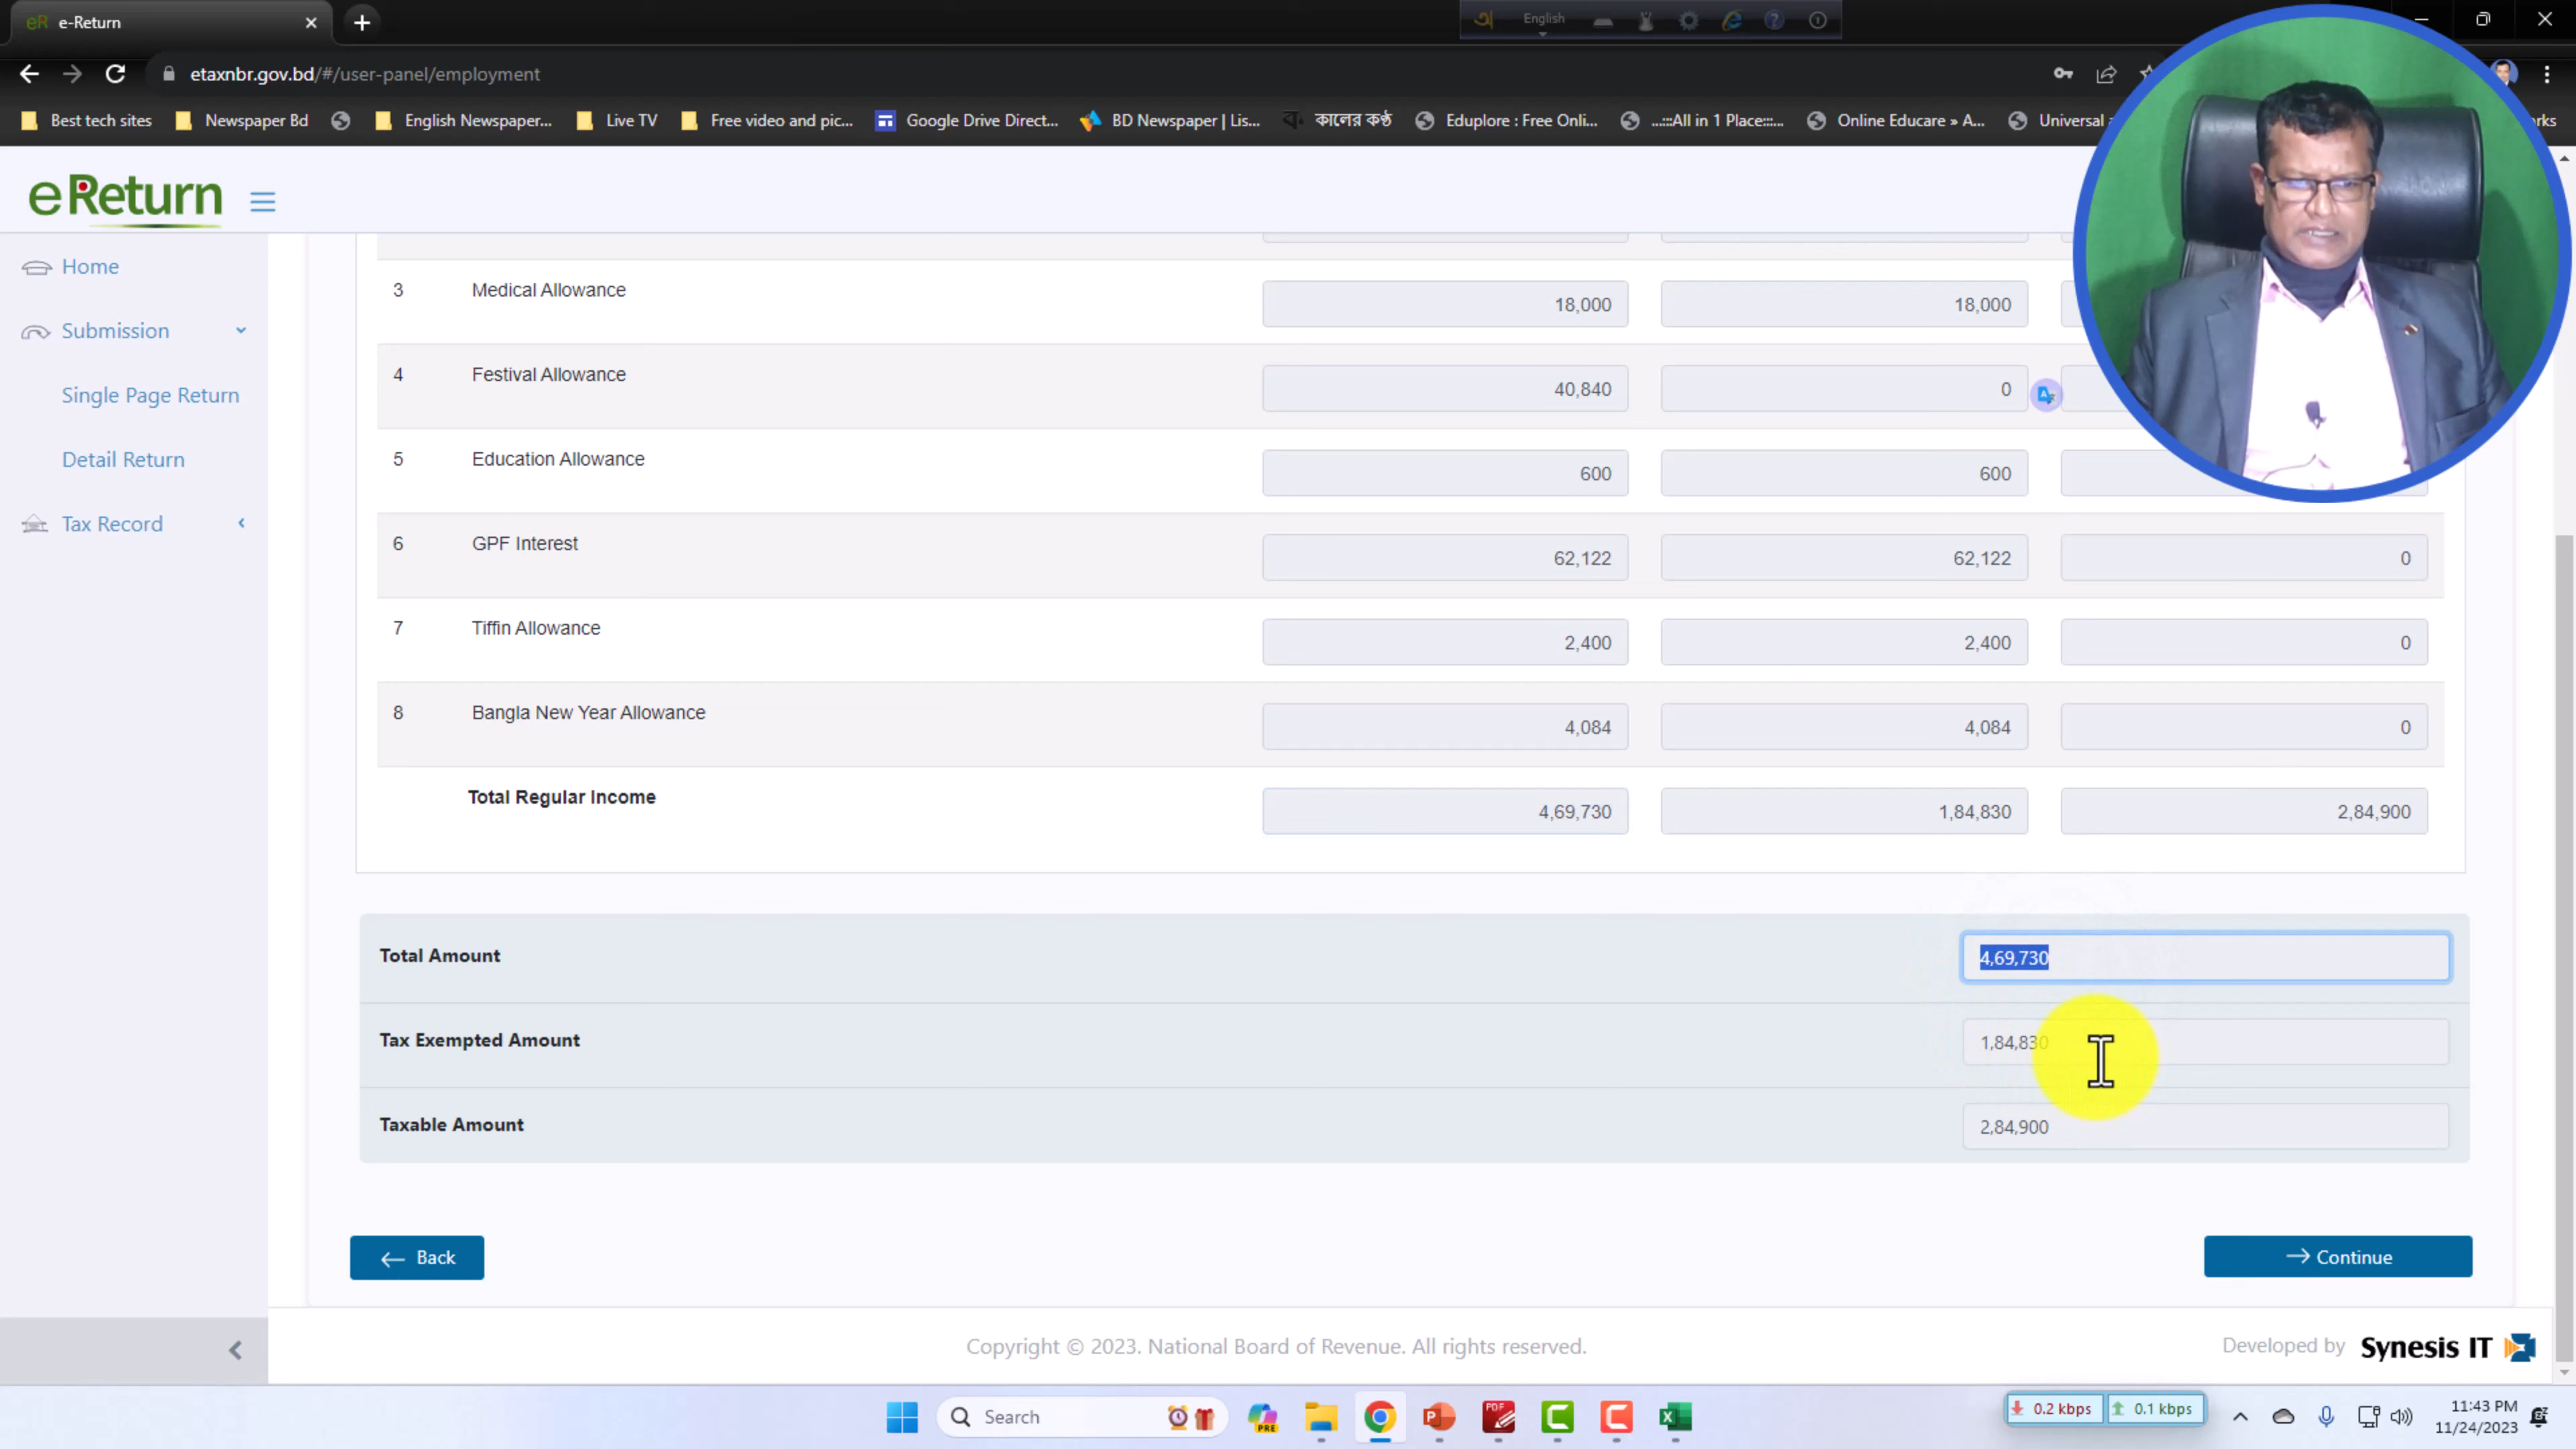 eR e-Return
অ English
etaxnbr.gov.bd/#/user-panel/employment
Best tech sites Newspaper Bd English Newspaper... Live TV Free video and pic... Google Drive Direct... BD Newspaper | Lis... কালের কণ্ঠ Eduplore : Free Onli... ...:::All in 1 Place:::... Online Educare » A... Universal
eReturn
Home
Submission
Single Page Return
Detail Return
Tax Record
3 Medical Allowance 18,000 18,000
4 Festival Allowance 40,840 0
5 Education Allowance 600 600
6 GPF Interest 62,122 62,122 0
7 Tiffin Allowance 2,400 2,400 0
8 Bangla New Year Allowance 4,084 4,084 0
Total Regular Income 4,69,730 1,84,830 2,84,900
Total Amount 4,69,730
Tax Exempted Amount 1,84,830
Taxable Amount 2,84,900
← Back
→ Continue
Copyright © 2023. National Board of Revenue. All rights reserved.
Developed by Synesis IT
Search
PRE
PDF
0.2 kbps 0.1 kbps
11:43 PM
11/24/2023